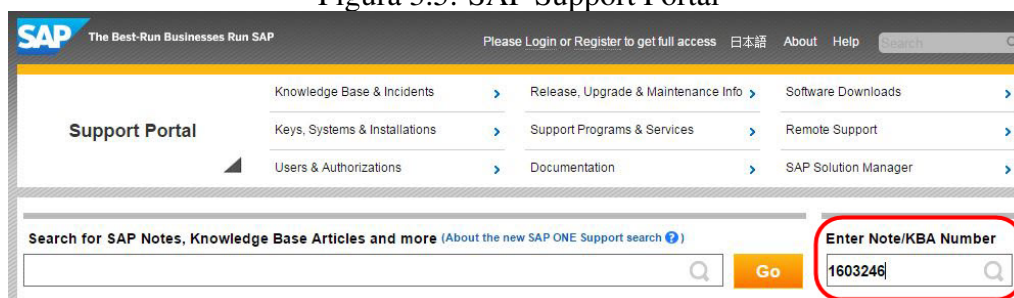 Figura 3.3: SAP Support Portal
SAP The Best-Run Businesses Run SAP
Please Login or Register to get full access 日本語 About Help Search
Knowledge Base & Incidents Release, Upgrade & Maintenance Info Software Downloads
Support Portal Keys, Systems & Installations Support Programs & Services Remote Support
Users & Authorizations Documentation SAP Solution Manager
Search for SAP Notes, Knowledge Base Articles and more (About the new SAP ONE Support search ?)
Enter Note/KBA Number
Go
1603246